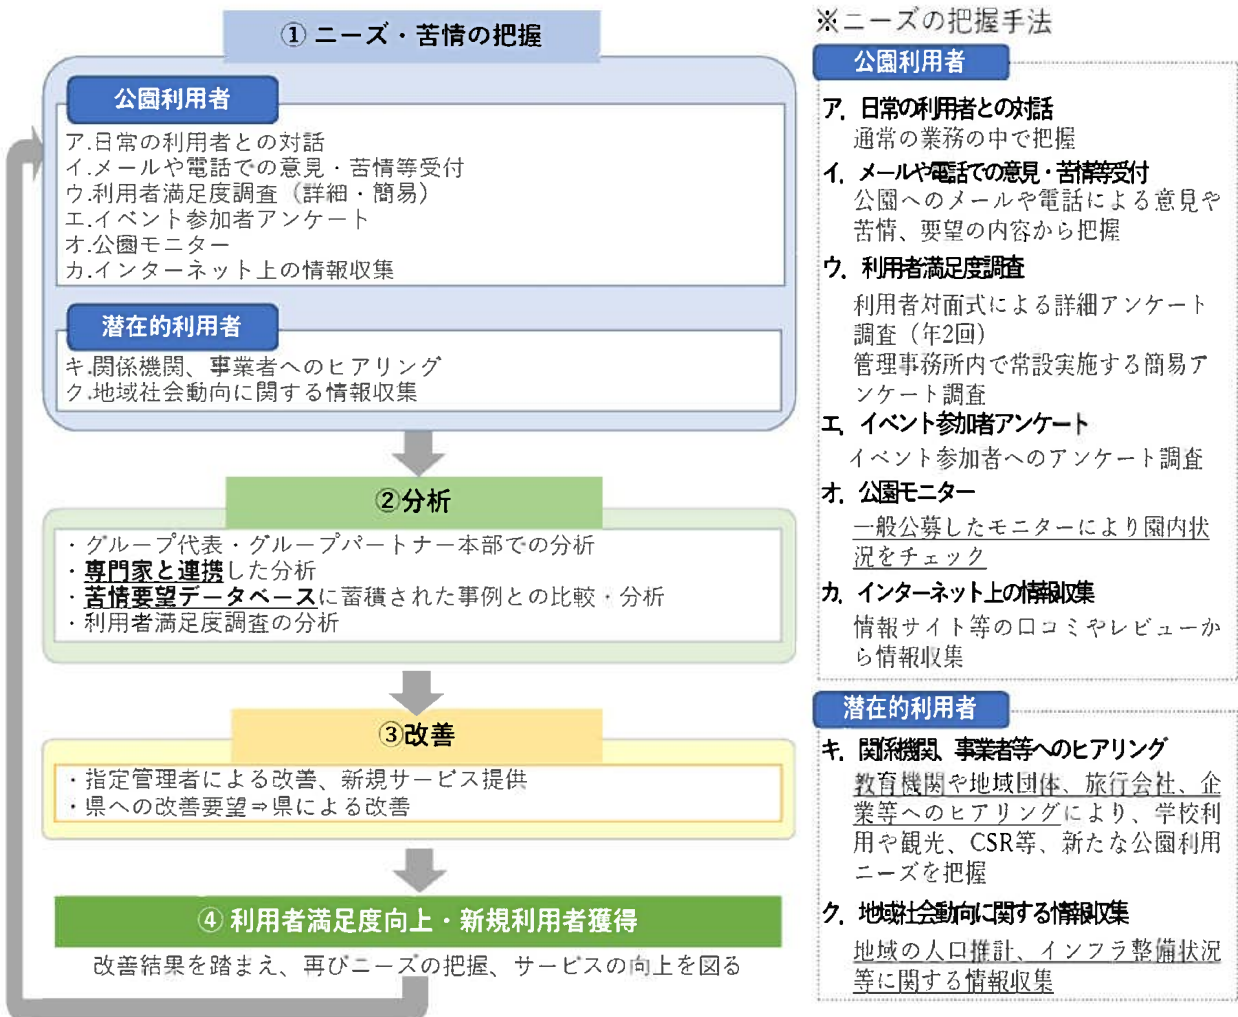 ① ニーズ・苦情の把握
公園利用者
ア.日常の利用者との対話
イ.メールや電話での意見・苦情等受付
ウ.利用者満足度調査（詳細・簡易）
エ.イベント参加者アンケート
オ.公園モニター
カ.インターネット上の情報収集
潜在的利用者
キ.関係機関、事業者へのヒアリング
ク.地域社会動向に関する情報収集
②分析
・グループ代表・グループパートナー本部での分析
・専門家と連携した分析
・苦情要望データベースに蓄積された事例との比較・分析
・利用者満足度調査の分析
③改善
・指定管理者による改善、新規サービス提供
・県への改善要望⇒県による改善
④ 利用者満足度向上・新規利用者獲得
改善結果を踏まえ、再びニーズの把握、サービスの向上を図る
※ニーズの把握手法
公園利用者
ア. 日常の利用者との対話
通常の業務の中で把握
イ. メールや電話での意見・苦情等受付
公園へのメールや電話による意見や
苦情、要望の内容から把握
ウ. 利用者満足度調査
利用者対面式による詳細アンケート
調査（年2回）
管理事務所内で常設実施する簡易ア
ンケート調査
エ. イベント参加者アンケート
イベント参加者へのアンケート調査
オ. 公園モニター
一般公募したモニターにより園内状
況をチェック
カ. インターネット上の情報収集
情報サイト等の口コミやレビューか
ら情報収集
潜在的利用者
キ. 関係機関、事業者等へのヒアリング
教育機関や地域団体、旅行会社、企
業等へのヒアリングにより、学校利
用や観光、CSR等、新たな公園利用
ニーズを把握
ク. 地域社会動向に関する情報収集
地域の人口推計、インフラ整備状況
等に関する情報収集